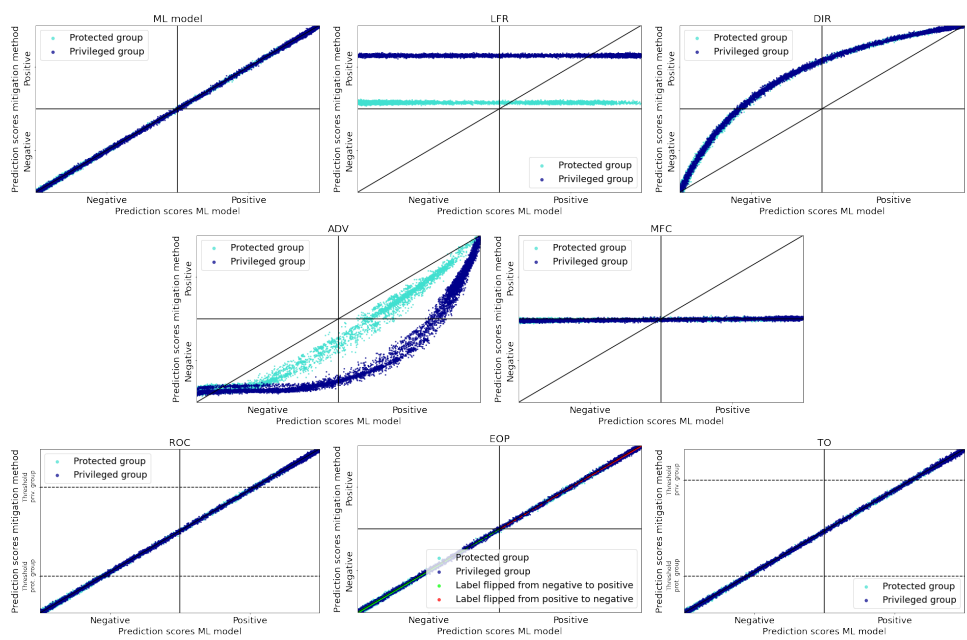 ML model
Prediction scores mitigation method
Positive
Negative
Protected group
Privileged group
Negative
Positive
Prediction scores ML model
LFR
Prediction scores mitigation method
Positive
Negative
Protected group
Privileged group
Negative
Positive
Prediction scores ML model
DIR
Prediction scores mitigation method
Positive
Negative
Protected group
Privileged group
Negative
Positive
Prediction scores ML model
ADV
Prediction scores mitigation method
Positive
Negative
Protected group
Privileged group
Negative
Positive
Prediction scores ML model
MFC
Prediction scores mitigation method
Positive
Negative
Protected group
Privileged group
Negative
Positive
Prediction scores ML model
ROC
Prediction scores mitigation method
Threshold
priv. group
Threshold
prot. group
Protected group
Privileged group
Negative
Positive
Prediction scores ML model
EOP
Prediction scores mitigation method
Positive
Negative
Protected group
Privileged group
Label flipped from negative to positive
Label flipped from positive to negative
Negative
Positive
Prediction scores ML model
TO
Prediction scores mitigation method
Threshold
priv. group
Threshold
prot. group
Protected group
Privileged group
Negative
Positive
Prediction scores ML model